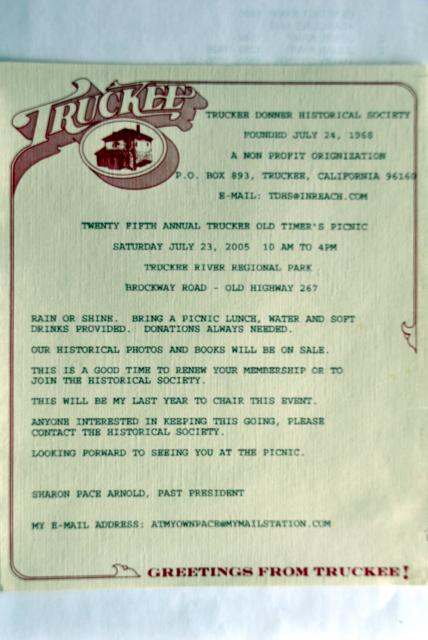 TRUCKEE
TRUCKEE DONNER HISTORICAL SOCIETY
FOUNDED JULY 24, 1968
A NON PROFIT ORIGNIZATION
P.O. BOX 893, TRUCKEE, CALIFORNIA 96160
E-MAIL: TDHS@INREACH.COM
TWENTY FIFTH ANNUAL TRUCKEE OLD TIMER'S PICNIC
SATURDAY JULY 23, 2005 10 AM TO 4PM
TRUCKEE RIVER REGIONAL PARK
BROCKWAY ROAD - OLD HIGHWAY 267
RAIN OR SHINE. BRING A PICNIC LUNCH, WATER AND SOFT
DRINKS PROVIDED. DONATIONS ALWAYS NEEDED.
OUR HISTORICAL PHOTOS AND BOOKS WILL BE ON SALE.
THIS IS A GOOD TIME TO RENEW YOUR MEMBERSHIP OR TO
JOIN THE HISTORICAL SOCIETY.
THIS WILL BE MY LAST YEAR TO CHAIR THIS EVENT.
ANYONE INTERESTED IN KEEPING THIS GOING, PLEASE
CONTACT THE HISTORICAL SOCIETY.
LOOKING FORWARD TO SEEING YOU AT THE PICNIC.
SHARON PACE ARNOLD, PAST PRESIDENT
MY E-MAIL ADDRESS: ATMYOWNPACE@MYMAILSTATION.COM
GREETINGS FROM TRUCKEE!